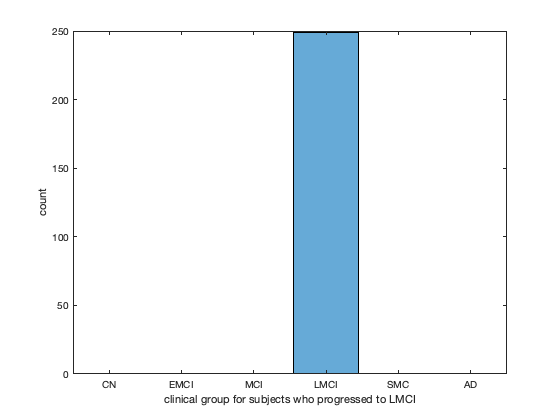 250
200
150
100
50
0
count
CN EMCI MCI LMCI SMC AD
clinical group for subjects who progressed to LMCI